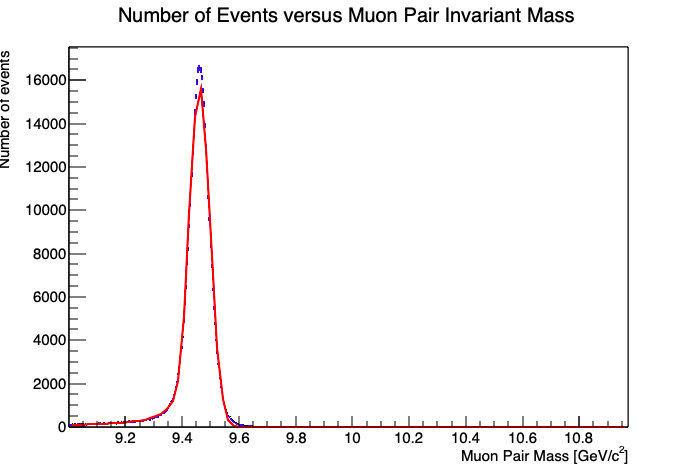 Number of Events versus Muon Pair Invariant Mass
Number of events
16000
14000
12000
10000
8000
6000
4000
2000
0
9.2 9.4 9.6 9.8 10 10.2 10.4 10.6 10.8
Muon Pair Mass [GeV/c²]